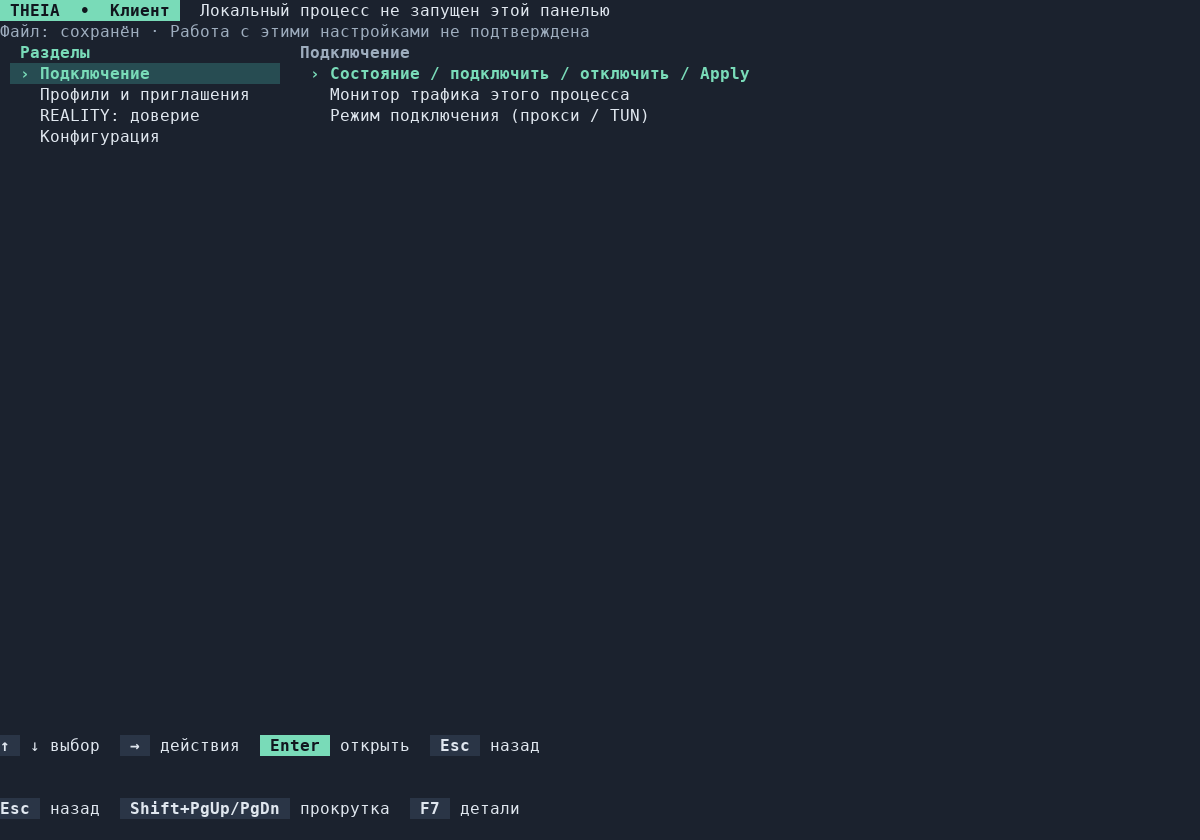 THEIA • Клиент Локальный процесс не запущен этой панелью
Файл: сохранён · Работа с этими настройками не подтверждена
Разделы Подключение
› Подключение › Состояние / подключить / отключить / Apply
Профили и приглашения Монитор трафика этого процесса
REALITY: доверие Режим подключения (прокси / TUN)
Конфигурация
↑ ↓ выбор → действия Enter открыть Esc назад
Esc назад Shift+PgUp/PgDn прокрутка F7 детали